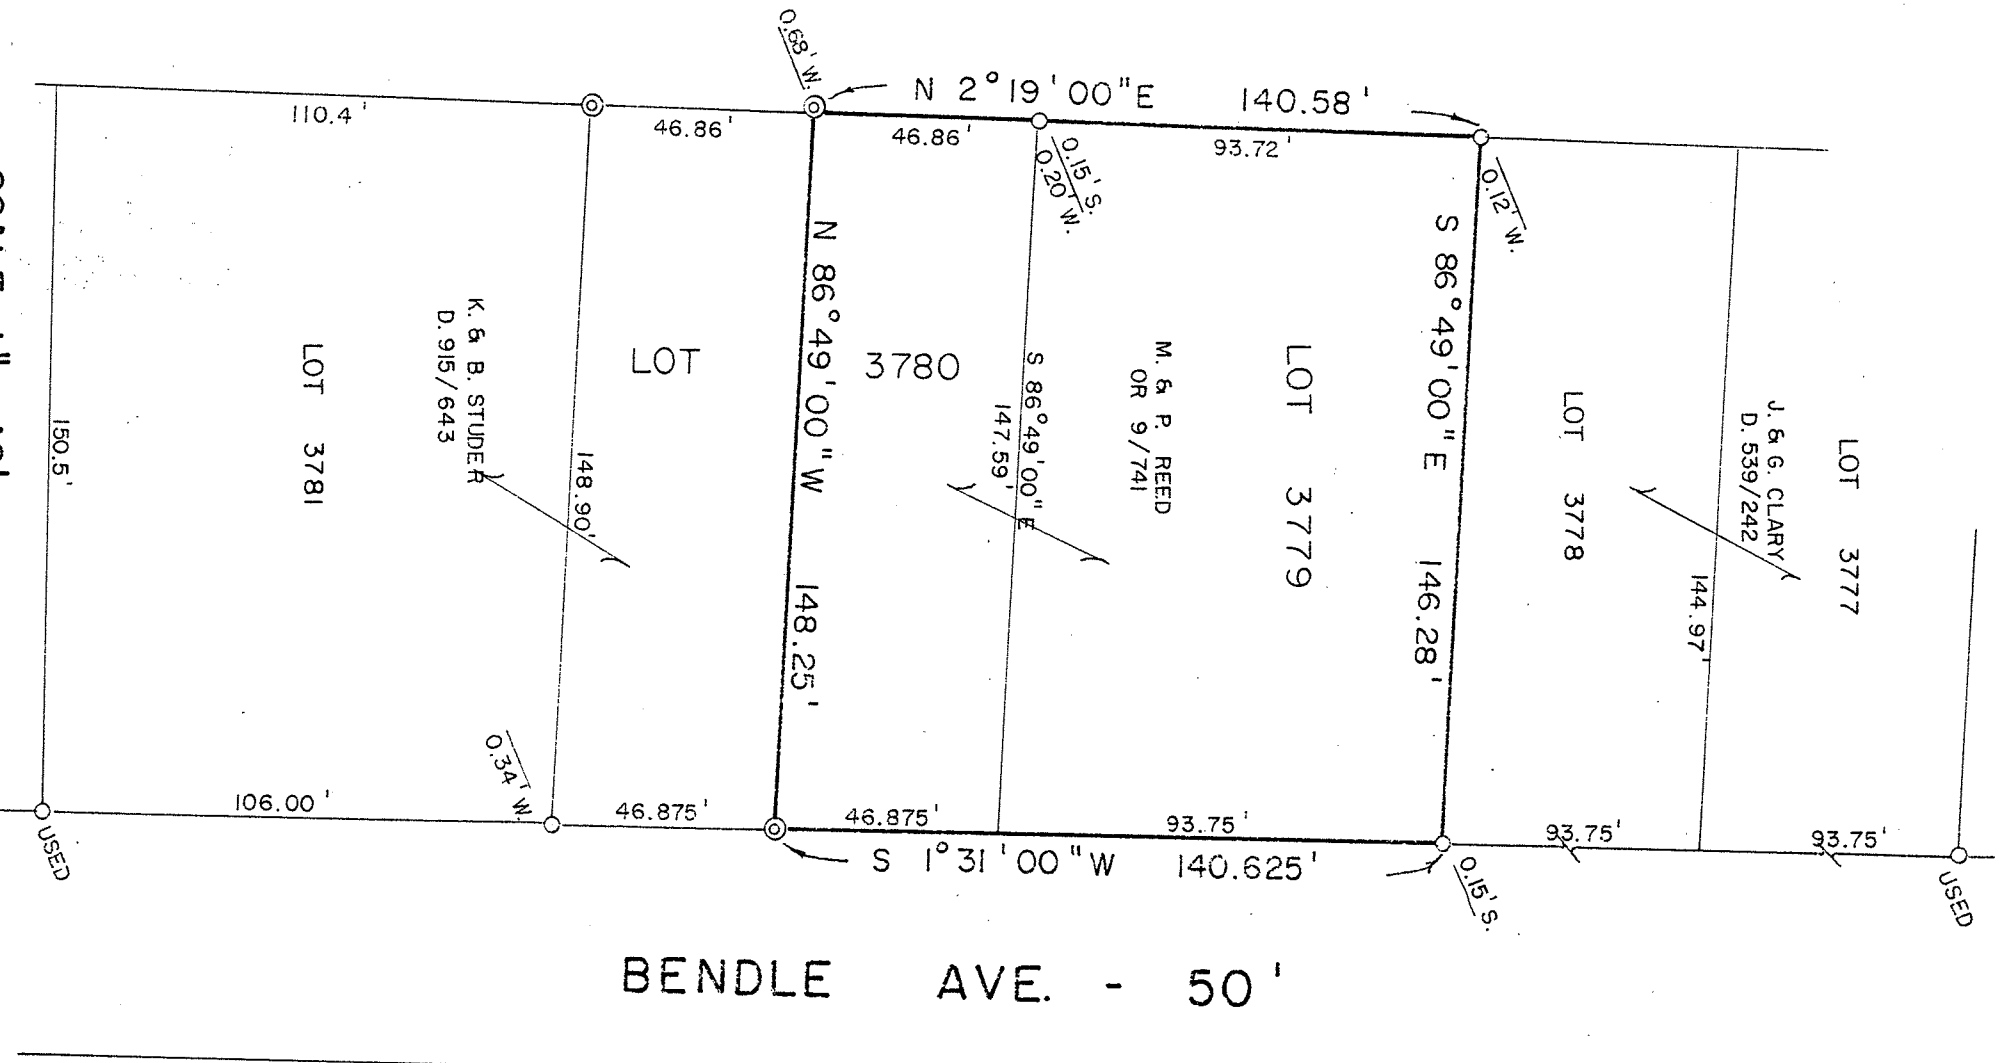 0.68' W.
N 2°19'00"E 140.58'
110.4'
46.86'
46.86'
93.72'
0.15' S.
0.20' W.
0.12' W.
150.5'
LOT 3781
K. & B. STUDER
D. 915/643
148.90'
LOT 3780
N 86°49'00"W 148.25'
S 86°49'00"E
147.59'
M. & P. REED
OR 9/741
LOT 3779
S 86°49'00"E 146.28'
LOT 3778
J. & G. CLARY
D. 539/242
144.97'
LOT 3777
0.34' W.
106.00'
46.875'
46.875'
93.75'
93.75'
93.75'
USED
S 1°31'00"W 140.625'
0.15' S.
USED
BENDLE AVE. - 50'